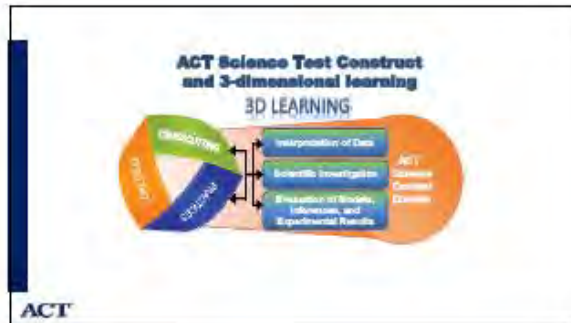 ACT Science Test Construct
and 3-dimensional learning
3D LEARNING
CROSSCUTTING
PRACTICES
Interpretation of Data
Scientific Investigation
Evaluation of Models,
Inferences, and
Experimental Results
ACT
Science
Content
ACT